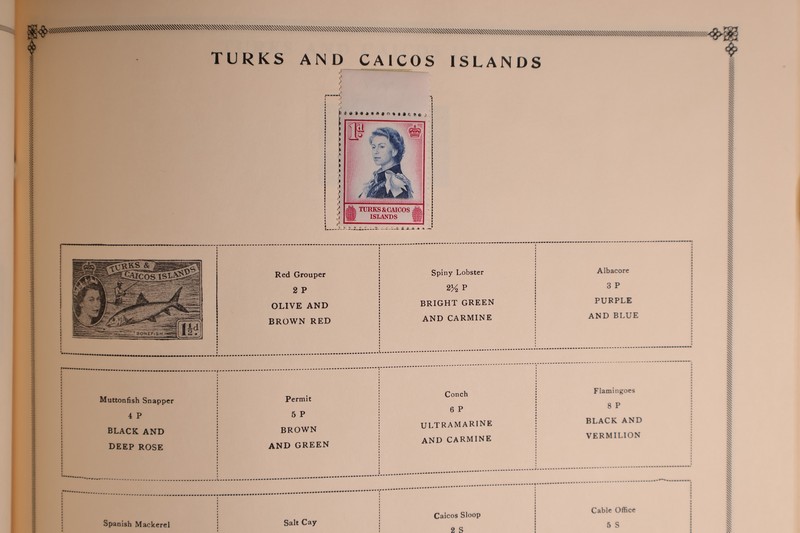 TURKS AND CAICOS ISLANDS
1d
TURKS & CAICOS
ISLANDS
TURKS &
CAICOS ISLANDS
BONEFISH
1½d.
Red Grouper
2 P
OLIVE AND
BROWN RED
Spiny Lobster
2½ P
BRIGHT GREEN
AND CARMINE
Albacore
3 P
PURPLE
AND BLUE
Muttonfish Snapper
4 P
BLACK AND
DEEP ROSE
Permit
5 P
BROWN
AND GREEN
Conch
6 P
ULTRAMARINE
AND CARMINE
Flamingoes
8 P
BLACK AND
VERMILION
Spanish Mackerel
Salt Cay
Caicos Sloop
2 S
Cable Office
5 S